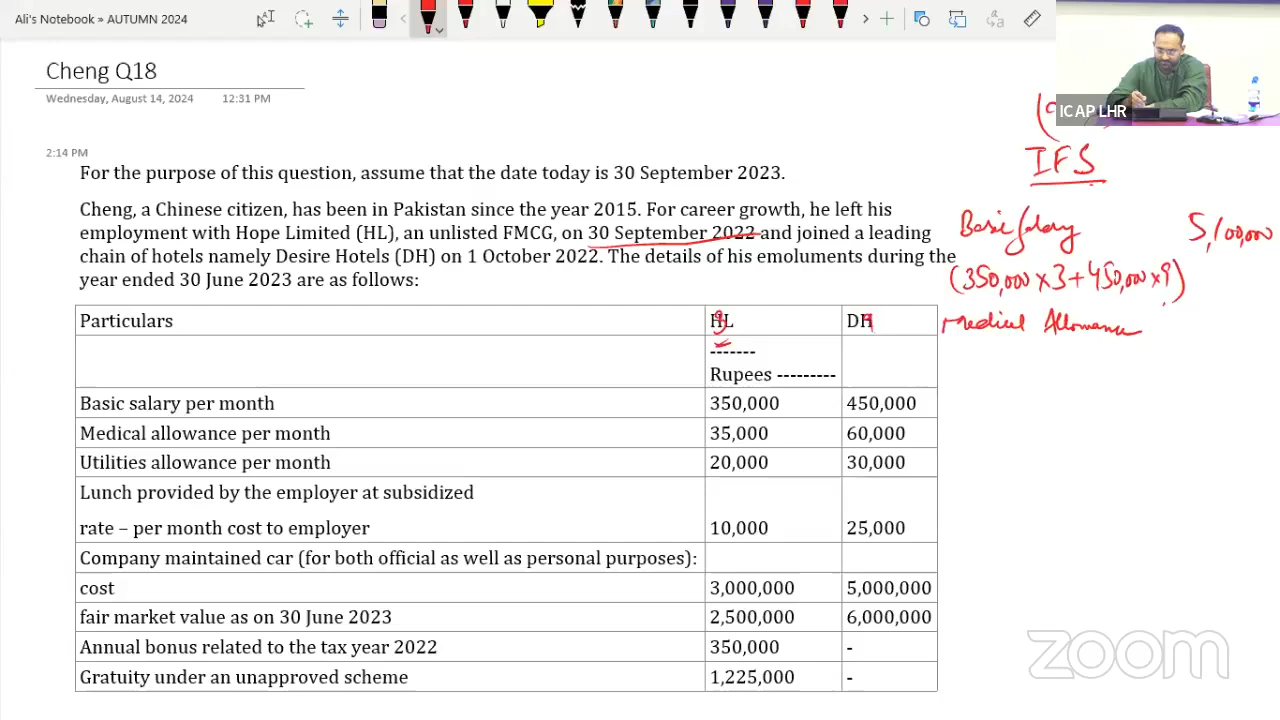 Ali's Notebook » AUTUMN 2024
Cheng Q18
Wednesday, August 14, 2024 12:31 PM
ICAP LHR
2:14 PM
IFS
For the purpose of this question, assume that the date today is 30 September 2023.
Cheng, a Chinese citizen, has been in Pakistan since the year 2015. For career growth, he left his
employment with Hope Limited (HL), an unlisted FMCG, on 30 September 2022 and joined a leading
chain of hotels namely Desire Hotels (DH) on 1 October 2022. The details of his emoluments during the
year ended 30 June 2023 are as follows:
Basic Salary 5,100,000
(350,000 x 3 + 450,000 x 9)
Medical Allowance
Particulars HL 3 DH 9
-------
Rupees ---------
Basic salary per month 350,000 450,000
Medical allowance per month 35,000 60,000
Utilities allowance per month 20,000 30,000
Lunch provided by the employer at subsidized
rate – per month cost to employer 10,000 25,000
Company maintained car (for both official as well as personal purposes):
cost 3,000,000 5,000,000
fair market value as on 30 June 2023 2,500,000 6,000,000
Annual bonus related to the tax year 2022 350,000 -
Gratuity under an unapproved scheme 1,225,000 -
zoom